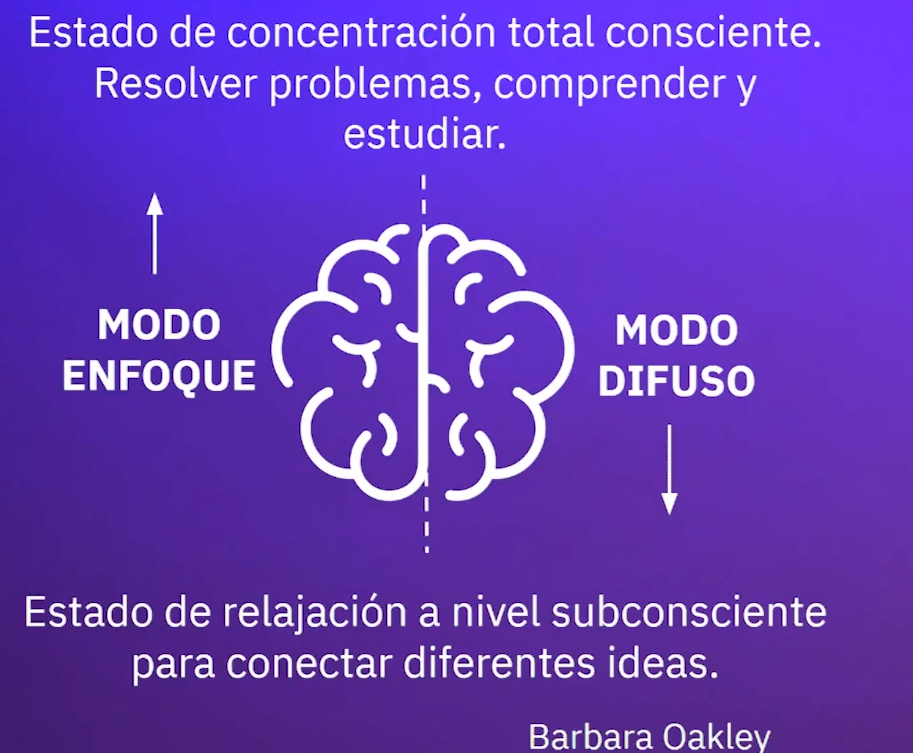 Estado de concentración total consciente.
Resolver problemas, comprender y
estudiar.
MODO
ENFOQUE
MODO
DIFUSO
Estado de relajación a nivel subconsciente
para conectar diferentes ideas.
Barbara Oakley